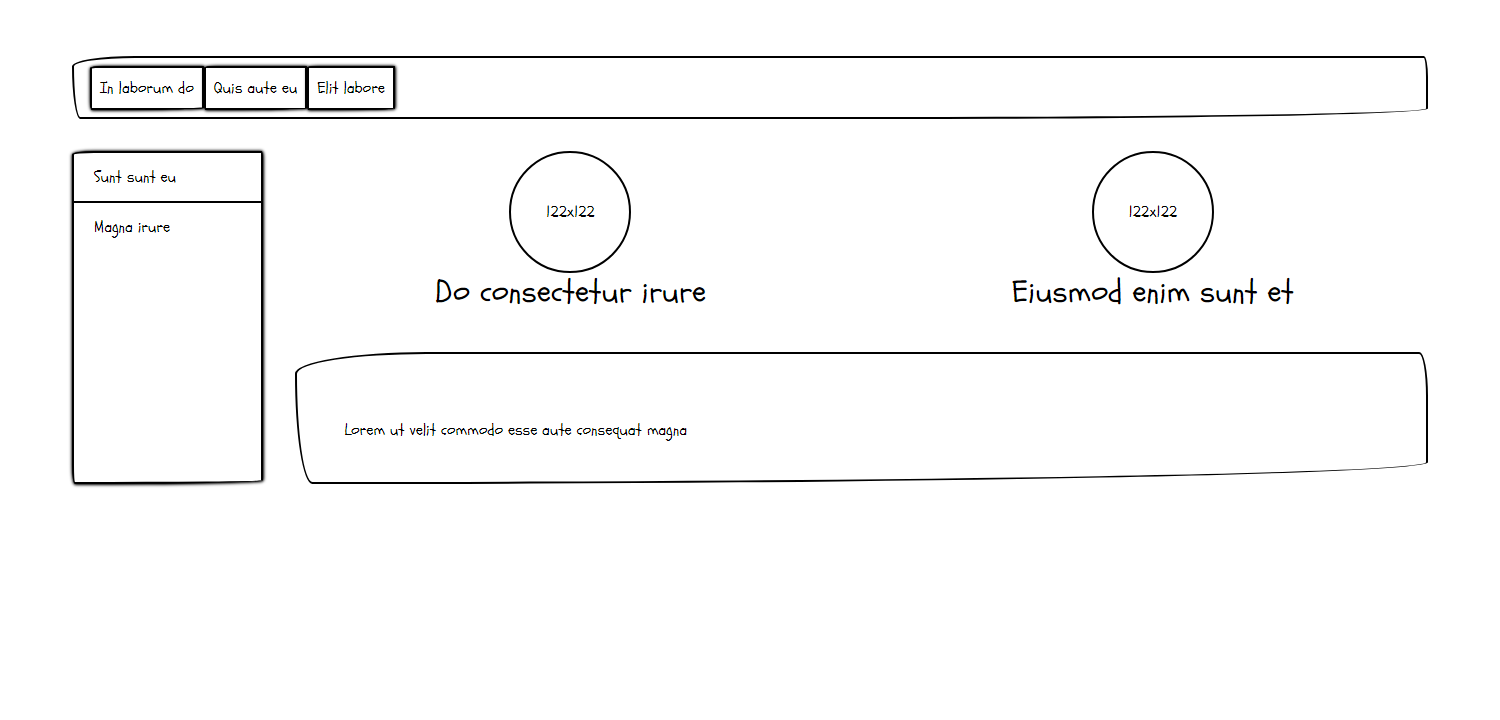 In laborum do
Quis aute eu
Elit labore
Sunt sunt eu
Magna irure
122x122
Do consectetur irure
122x122
Eiusmod enim sunt et
Lorem ut velit commodo esse aute consequat magna